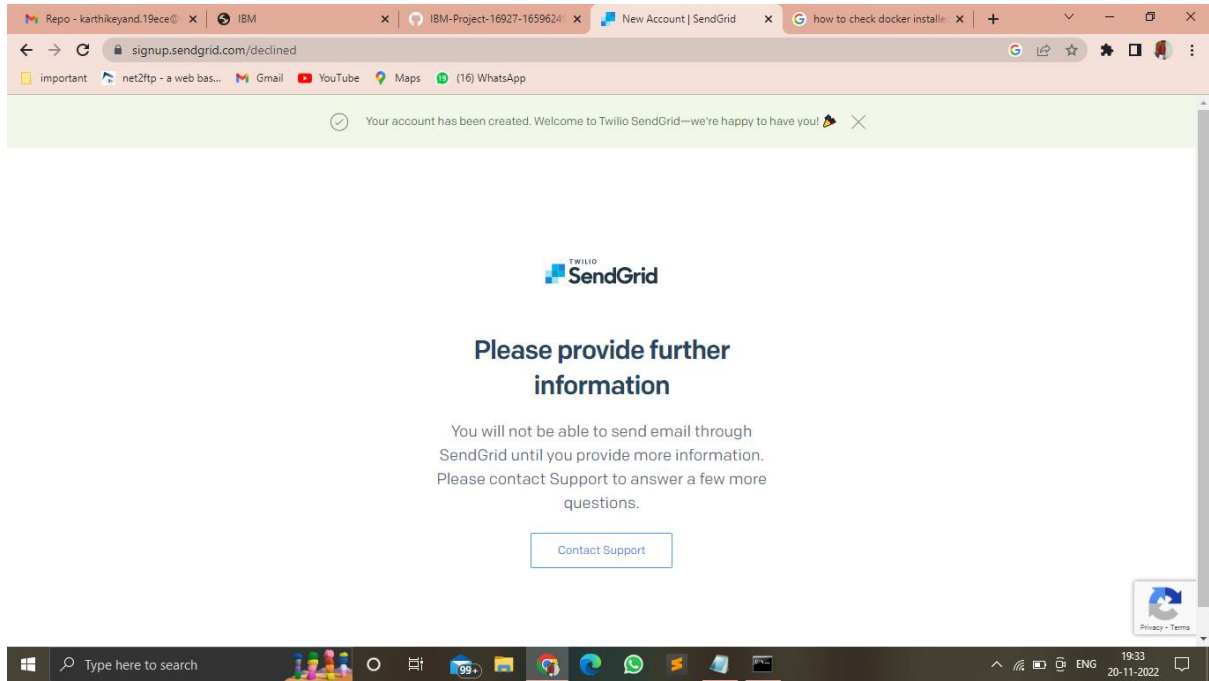 Repo - karthikeyand.19ece@
IBM
IBM-Project-16927-1659624
New Account | SendGrid
how to check docker installe
signup.sendgrid.com/declined
important
net2ftp - a web bas...
Gmail
YouTube
Maps
(16) WhatsApp
Your account has been created. Welcome to Twilio SendGrid—we're happy to have you!
TWILIO
SendGrid
Please provide further
information
You will not be able to send email through
SendGrid until you provide more information.
Please contact Support to answer a few more
questions.
Contact Support
Privacy - Terms
Type here to search
99+
ENG
19:33
20-11-2022